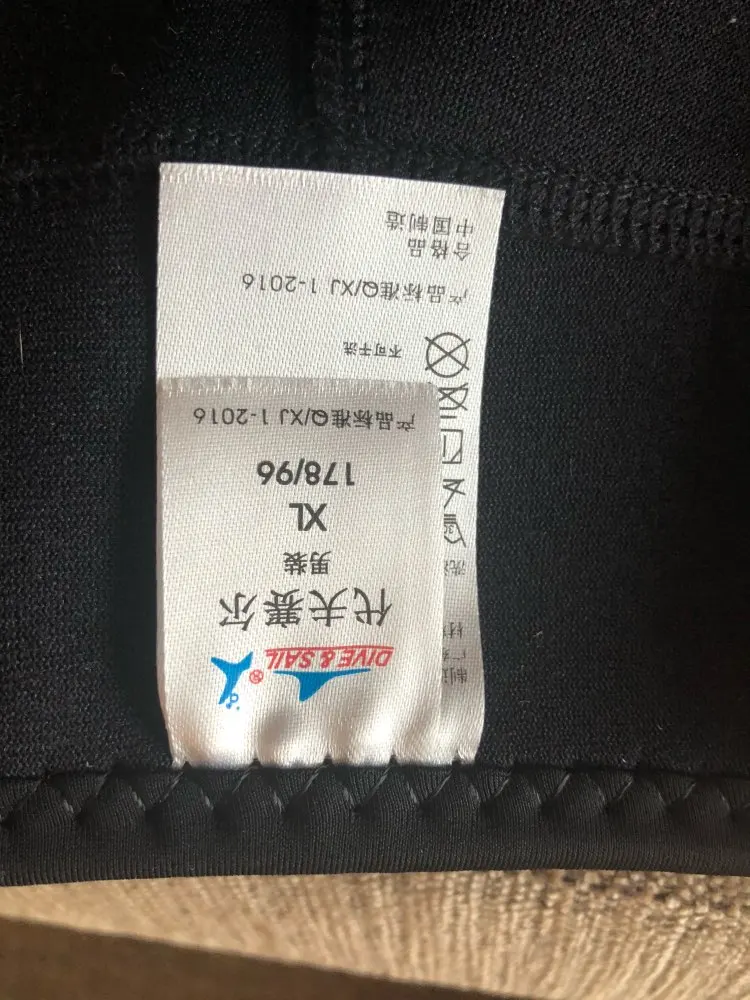 DIVE & SAIL ®
代夫赛尔
男装
XL
178/96
产品标准Q/XJ 1-2016
不可干洗
产品标准Q/XJ 1-2016
合格品
中国制造